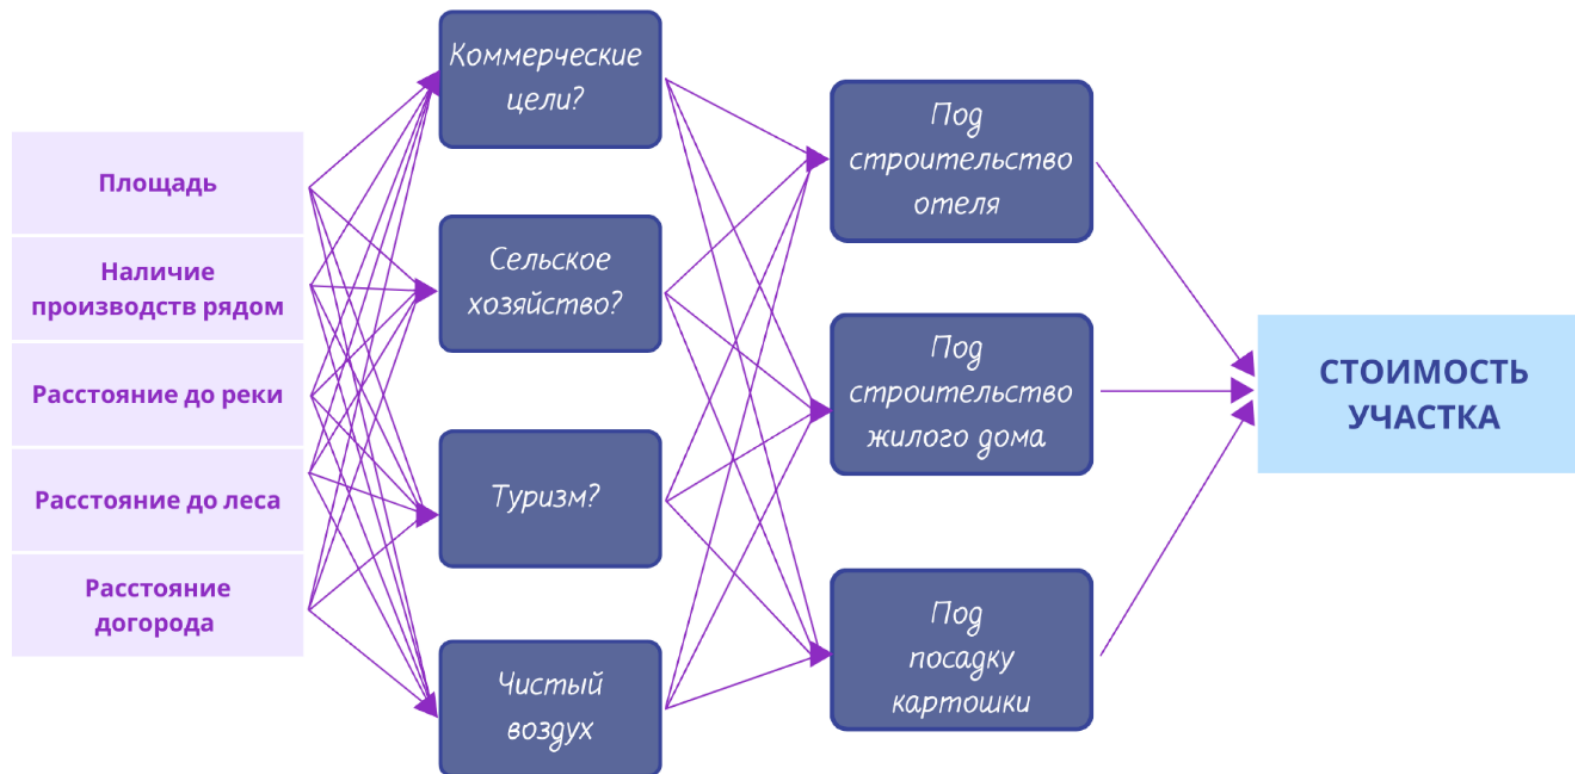 Площадь
Наличие
производств рядом
Расстояние до реки
Расстояние до леса
Расстояние
догорода
Коммерческие
цели?
Сельское
хозяйство?
Туризм?
Чистый
воздух
Под
строительство
отеля
Под
строительство
жилого дома
Под
посадку
картошки
СТОИМОСТЬ
УЧАСТКА